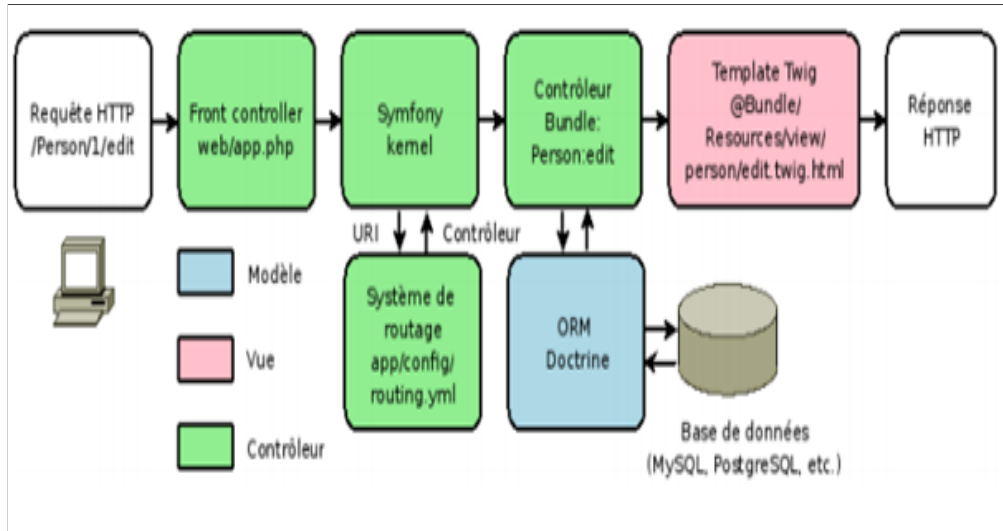 Requête HTTP
/Person/1/edit
Front controller
web/app.php
Symfony
kernel
Contrôleur
Bundle:
Person:edit
Template Twig
@Bundle/
Resources/view/
person/edit.twig.html
Réponse
HTTP
URI
Contrôleur
Modèle
Vue
Contrôleur
Système de
routage
app/config/
routing.yml
ORM
Doctrine
Base de données
(MySQL, PostgreSQL, etc.)